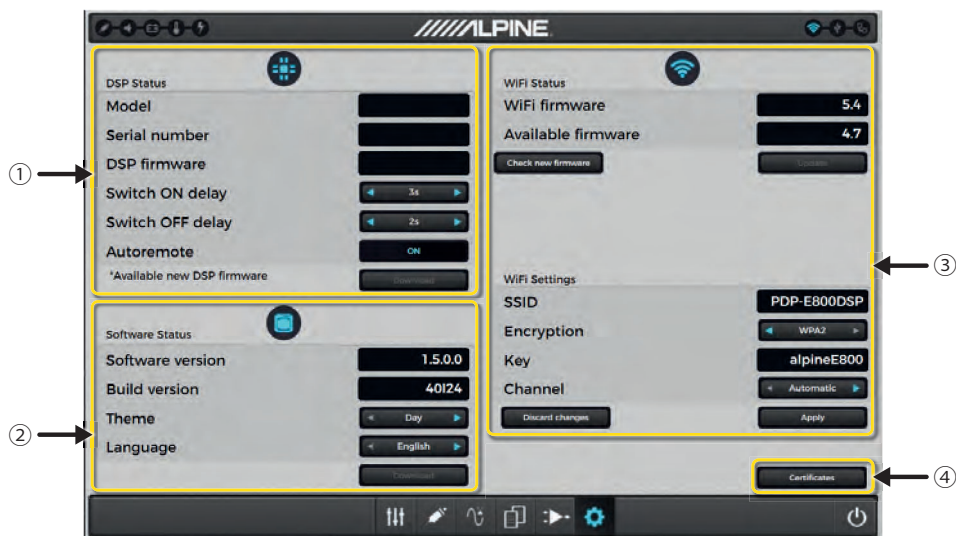 ALPINE
DSP Status
Model
Serial number
DSP firmware
Switch ON delay 3s
Switch OFF delay 2s
Autoremote ON
*Available new DSP firmware Download
①
Software Status
Software version 1.5.0.0
Build version 40124
Theme Day
Language English
Download
②
WiFi Status
WiFi firmware 5.4
Available firmware 4.7
Check new firmware Update
WiFi Settings
SSID PDP-E800DSP
Encryption WPA2
Key alpineE800
Channel Automatic
Discard changes Apply
③
Certificates
④